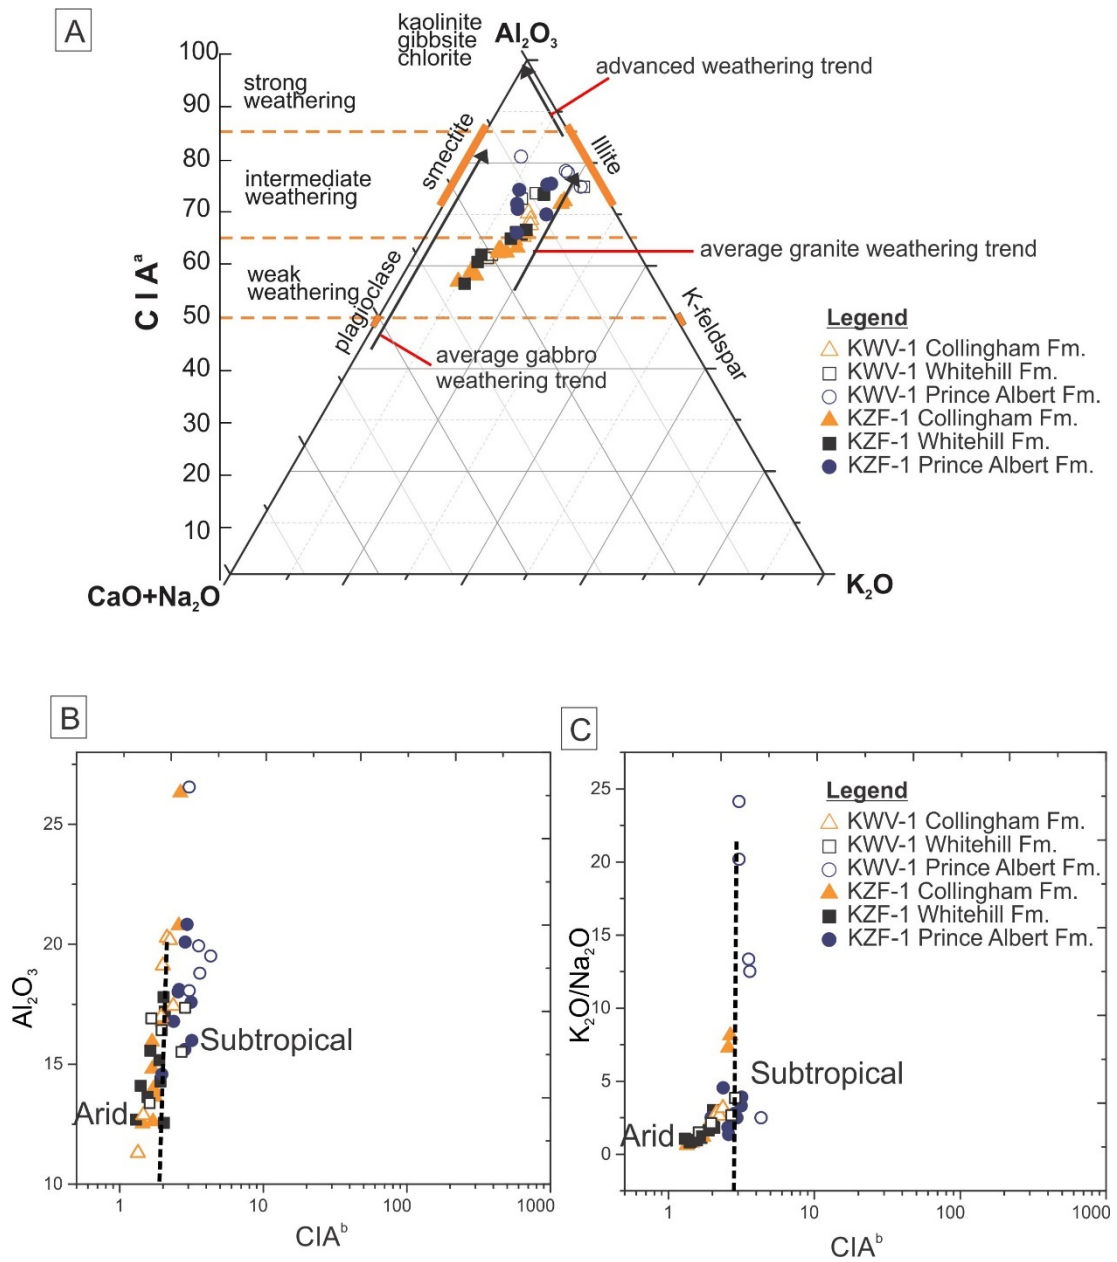 A
kaolinite
gibbsite
chlorite
Al2O3
advanced weathering trend
100
90
80
70
60
50
40
30
20
10
CIAa
strong
weathering
intermediate
weathering
weak
weathering
smectite
Illite
plagioclase
K-feldspar
average granite weathering trend
average gabbro
weathering trend
CaO+Na2O
K2O
Legend
KWV-1 Collingham Fm.
KWV-1 Whitehill Fm.
KWV-1 Prince Albert Fm.
KZF-1 Collingham Fm.
KZF-1 Whitehill Fm.
KZF-1 Prince Albert Fm.
B
25
20
15
10
Al2O3
Arid
Subtropical
1
10
100
1000
CIAb
C
25
20
15
10
5
0
K2O/Na2O
Arid
Subtropical
Legend
KWV-1 Collingham Fm.
KWV-1 Whitehill Fm.
KWV-1 Prince Albert Fm.
KZF-1 Collingham Fm.
KZF-1 Whitehill Fm.
KZF-1 Prince Albert Fm.
1
10
100
1000
CIAb